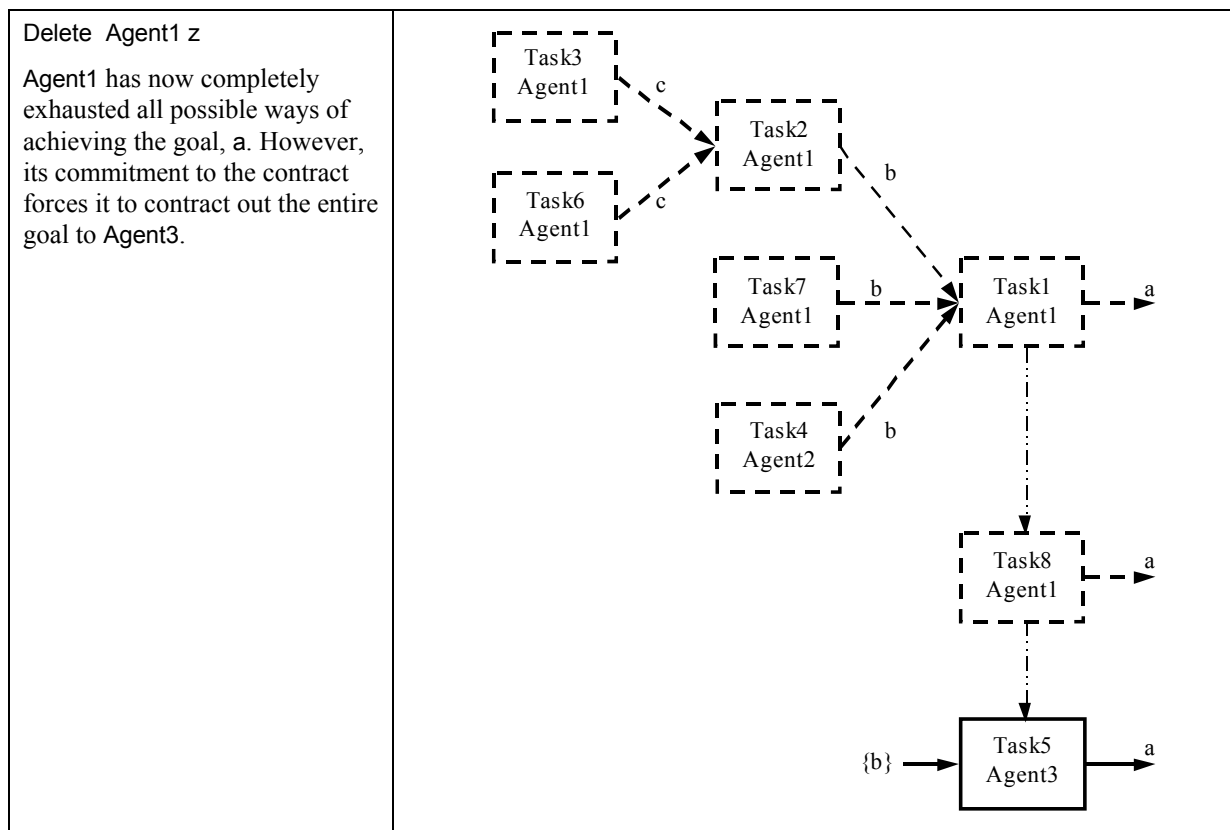 Delete Agent1 z
Agent1 has now completely
exhausted all possible ways of
achieving the goal, a. However,
its commitment to the contract
forces it to contract out the entire
goal to Agent3.
Task3
Agent1
c
Task2
Agent1
b
Task6
Agent1
c
Task7
Agent1
b
Task1
Agent1
a
Task4
Agent2
b
Task8
Agent1
a
{b}
Task5
Agent3
a